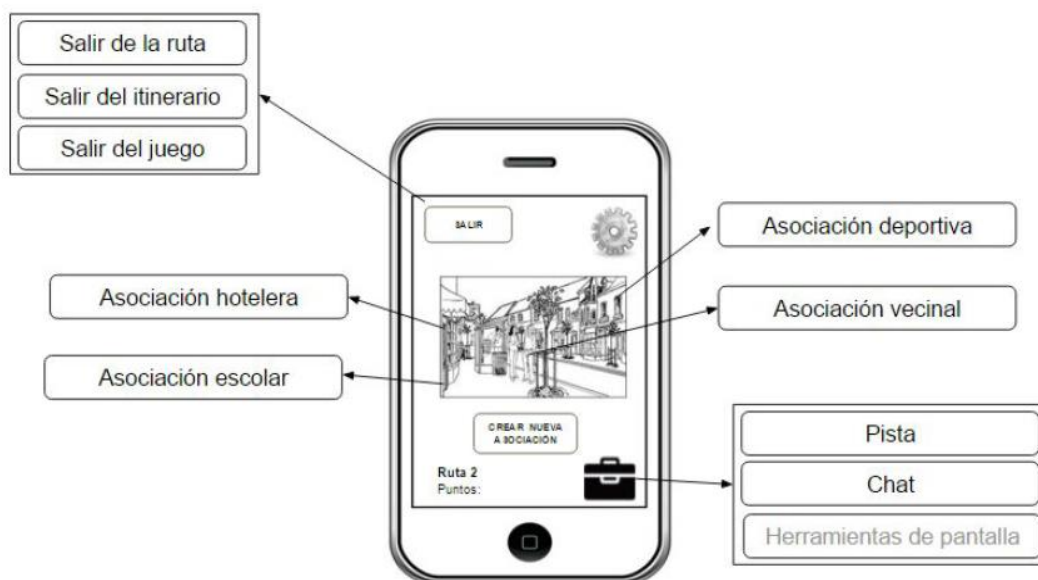 Salir de la ruta
Salir del itinerario
Salir del juego
SALIR
Asociación deportiva
Asociación hotelera
Asociación vecinal
Asociación escolar
CREAR NUEVA
ASOCIACIÓN
Ruta 2
Puntos:
Pista
Chat
Herramientas de pantalla